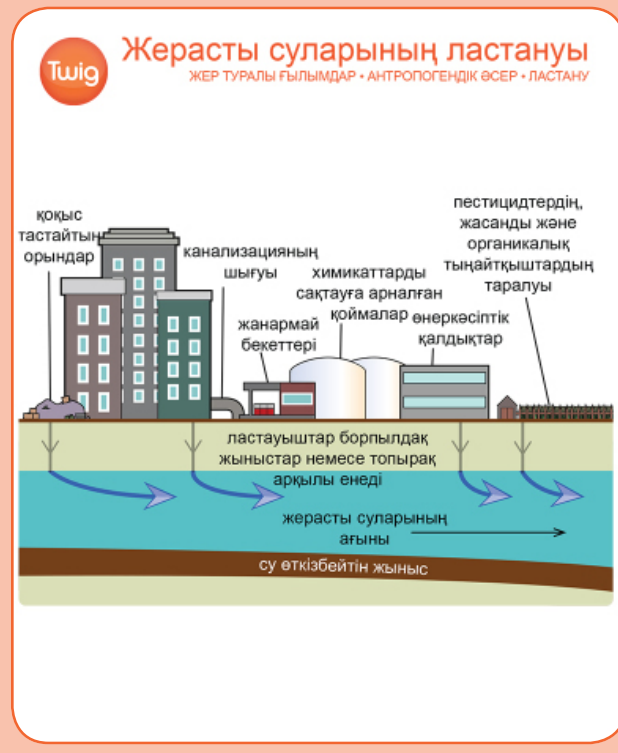 Twig
Жерасты суларының ластануы
ЖЕР ТУРАЛЫ ҒЫЛЫМДАР • АНТРОПОГЕНДІК ӘСЕР • ЛАСТАНУ
қоқыс
тастайтын
орындар
канализацияның
шығуы
жанармай
бекеттері
химикаттарды
сақтауға арналған
қоймалар
өнеркәсіптік
қалдықтар
пестицидтердің,
жасанды және
органикалық
тыңайтқыштардың
таралуы
ластауыштар борпылдақ
жыныстар немесе топырақ
арқылы енеді
жерасты суларының
ағыны
су өткізбейтін жыныс